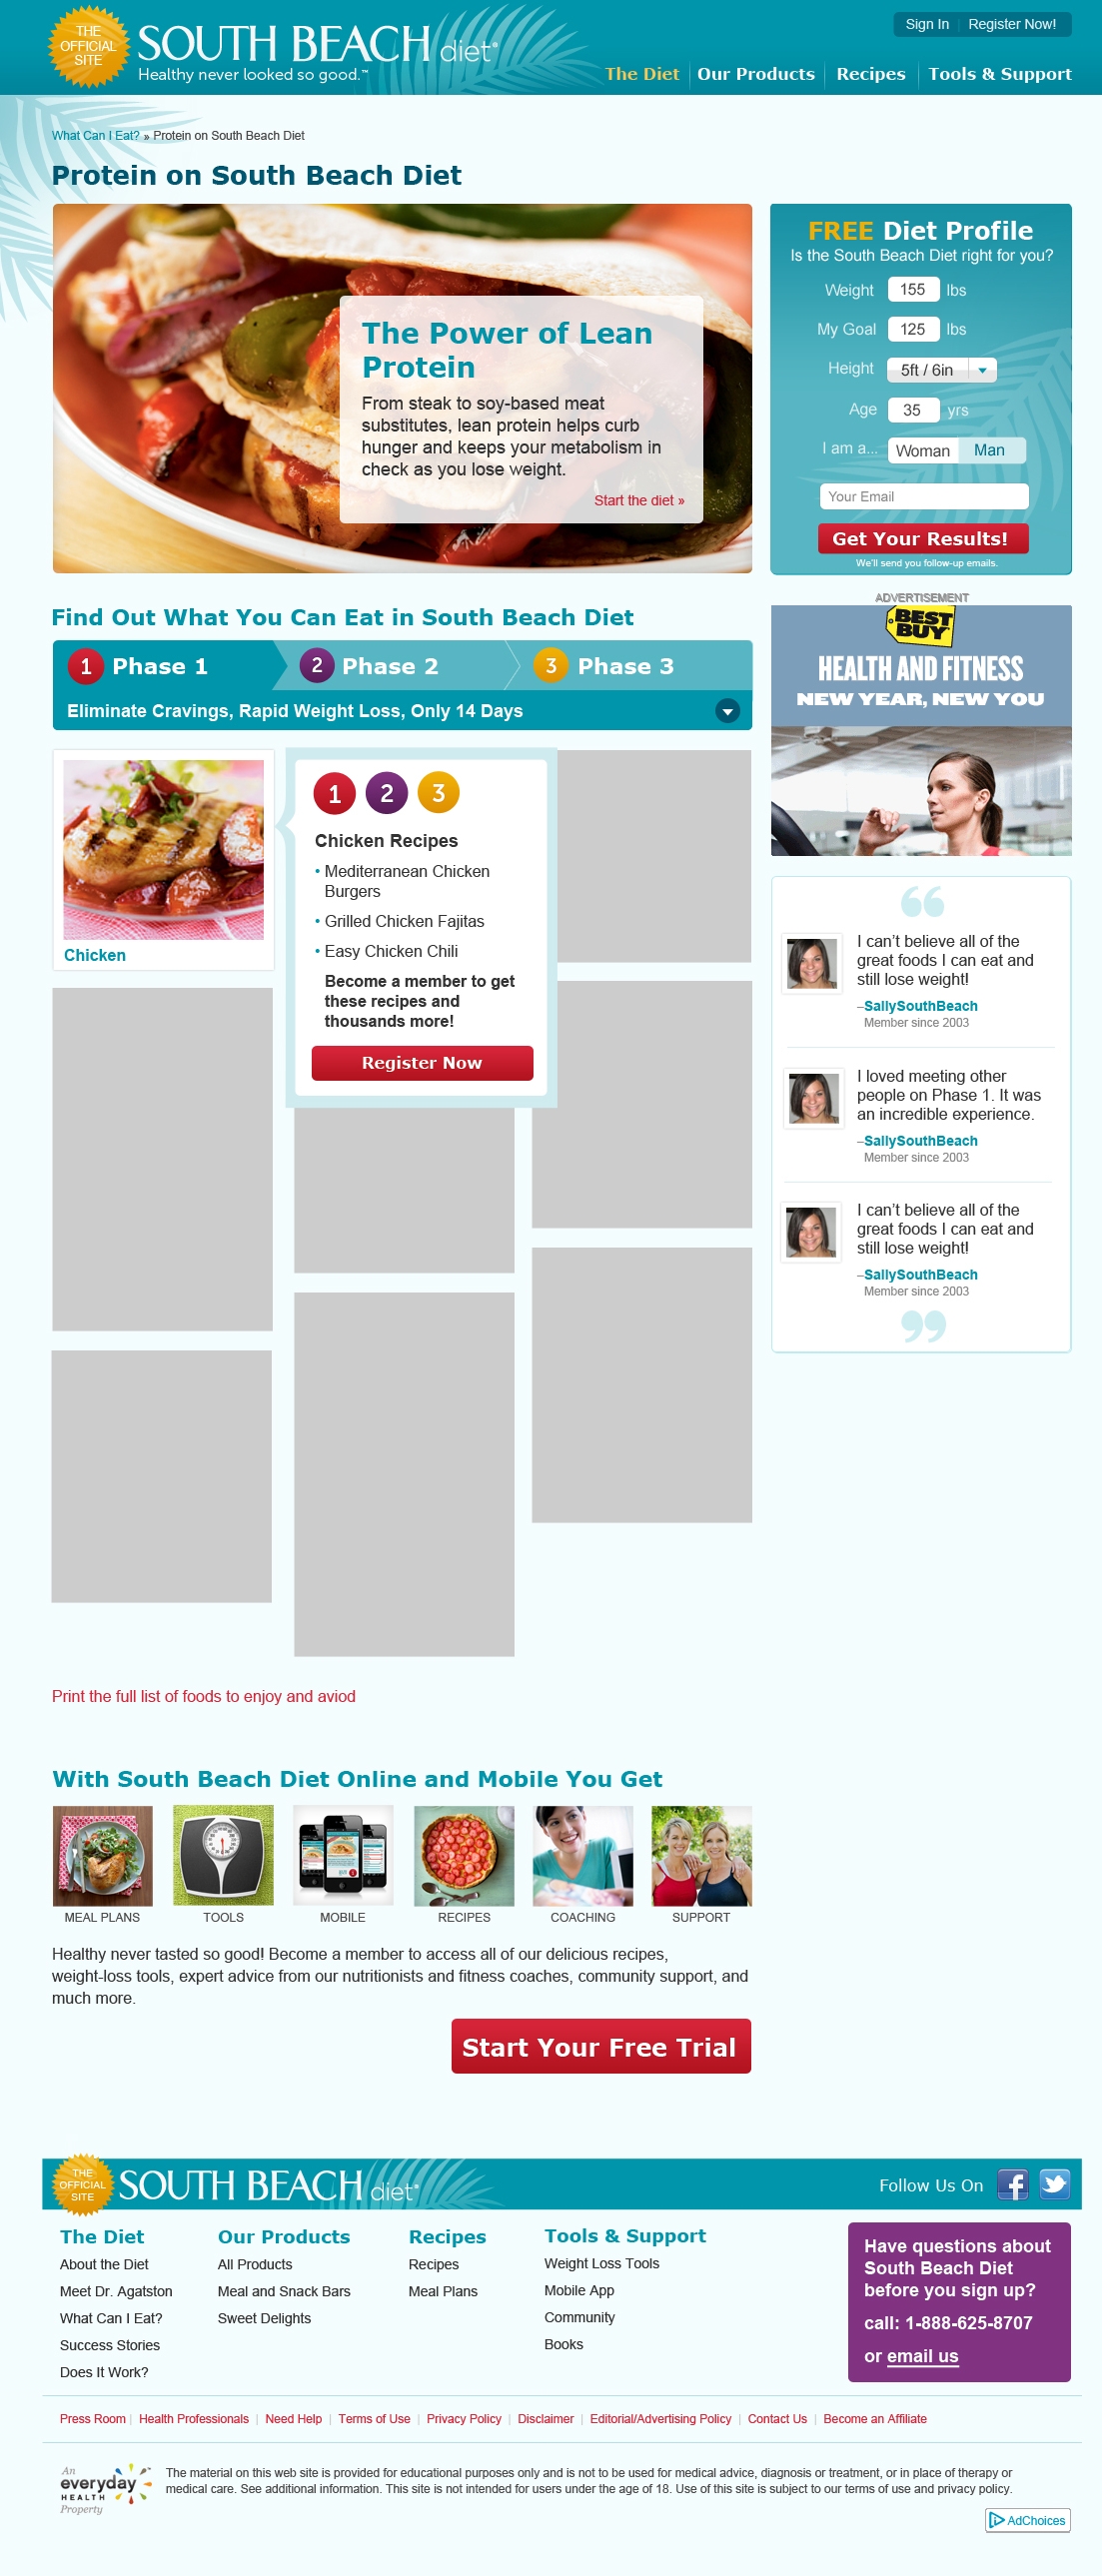 THE
OFFICIAL
SITE
SOUTH BEACH diet®
Healthy never looked so good.™
Sign In | Register Now!
The Diet
Our Products
Recipes
Tools & Support
What Can I Eat? » Protein on South Beach Diet
Protein on South Beach Diet
The Power of Lean
Protein
From steak to soy-based meat
substitutes, lean protein helps curb
hunger and keeps your metabolism in
check as you lose weight.
Start the diet »
FREE Diet Profile
Is the South Beach Diet right for you?
Weight 155 lbs
My Goal 125 lbs
Height 5ft / 6in
Age 35 yrs
I am a... Woman Man
Your Email
Get Your Results!
We'll send you follow-up emails.
Find Out What You Can Eat in South Beach Diet
1 Phase 1
2 Phase 2
3 Phase 3
Eliminate Cravings, Rapid Weight Loss, Only 14 Days
ADVERTISEMENT
BEST
BUY
HEALTH AND FITNESS
NEW YEAR, NEW YOU
Chicken
1 2 3
Chicken Recipes
• Mediterranean Chicken
Burgers
• Grilled Chicken Fajitas
• Easy Chicken Chili
Become a member to get
these recipes and
thousands more!
Register Now
“
I can't believe all of the
great foods I can eat and
still lose weight!
–SallySouthBeach
Member since 2003
I loved meeting other
people on Phase 1. It was
an incredible experience.
–SallySouthBeach
Member since 2003
I can't believe all of the
great foods I can eat and
still lose weight!
–SallySouthBeach
Member since 2003
”
Print the full list of foods to enjoy and aviod
With South Beach Diet Online and Mobile You Get
MEAL PLANS
TOOLS
MOBILE
RECIPES
COACHING
SUPPORT
Healthy never tasted so good! Become a member to access all of our delicious recipes,
weight-loss tools, expert advice from our nutritionists and fitness coaches, community support, and
much more.
Start Your Free Trial
THE
OFFICIAL
SITE
SOUTH BEACH diet®
Follow Us On
The Diet
About the Diet
Meet Dr. Agatston
What Can I Eat?
Success Stories
Does It Work?
Our Products
All Products
Meal and Snack Bars
Sweet Delights
Recipes
Recipes
Meal Plans
Tools & Support
Weight Loss Tools
Mobile App
Community
Books
Have questions about
South Beach Diet
before you sign up?
call: 1-888-625-8707
or email us
Press Room | Health Professionals | Need Help | Terms of Use | Privacy Policy | Disclaimer | Editorial/Advertising Policy | Contact Us | Become an Affiliate
An
everyday
HEALTH
Property
The material on this web site is provided for educational purposes only and is not to be used for medical advice, diagnosis or treatment, or in place of therapy or
medical care. See additional information. This site is not intended for users under the age of 18. Use of this site is subject to our terms of use and privacy policy.
AdChoices